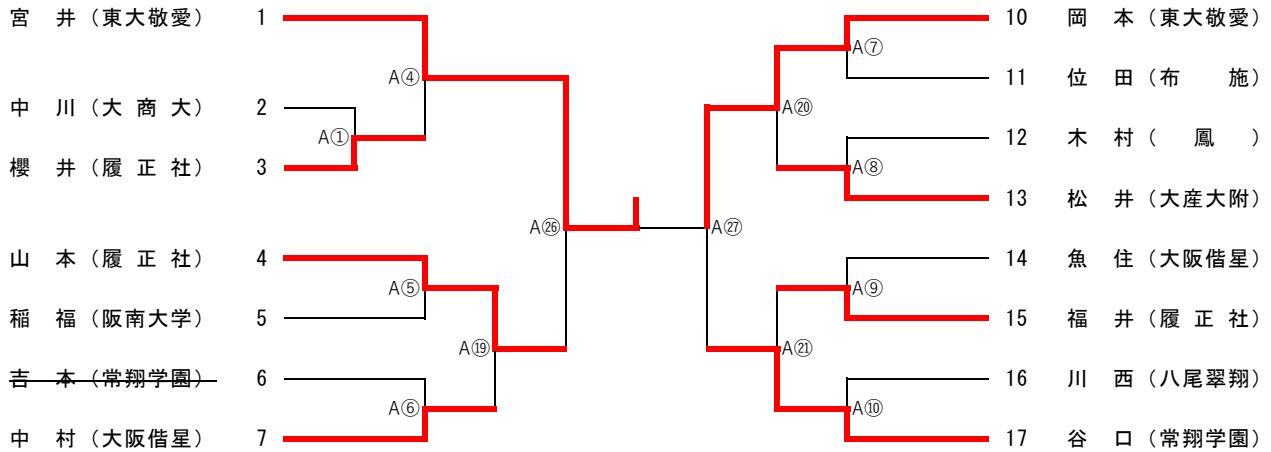 宮 井（東大敬愛） 1
A④
中 川（大 商 大） 2
A①
櫻 井（履 正 社） 3
A㉖
山 本（履 正 社） 4
A⑤
稲 福（阪南大学） 5
A⑲
吉 本（常翔学園） 6
A⑥
中 村（大阪偕星） 7
10 岡 本（東大敬愛）
A⑦
11 位 田（布 施）
A⑳
12 木 村（ 鳳 ）
A⑧
13 松 井（大産大附）
A㉗
14 魚 住（大阪偕星）
A⑨
15 福 井（履 正 社）
A㉑
16 川 西（八尾翠翔）
A⑩
17 谷 口（常翔学園）